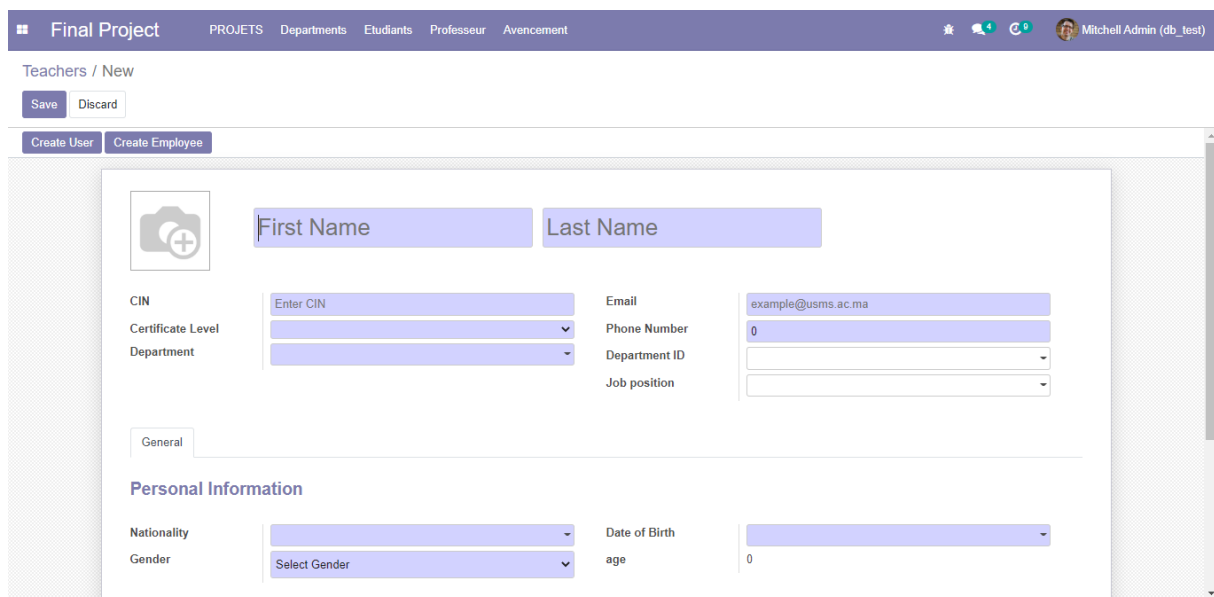 Final Project PROJETS Departments Etudiants Professeur Avencement 4 9 Mitchell Admin (db_test)
Teachers / New
Save Discard
Create User Create Employee
First Name Last Name
CIN Enter CIN Email example@usms.ac.ma
Certificate Level Phone Number 0
Department Department ID
Job position
General
Personal Information
Nationality Date of Birth
Gender Select Gender age 0